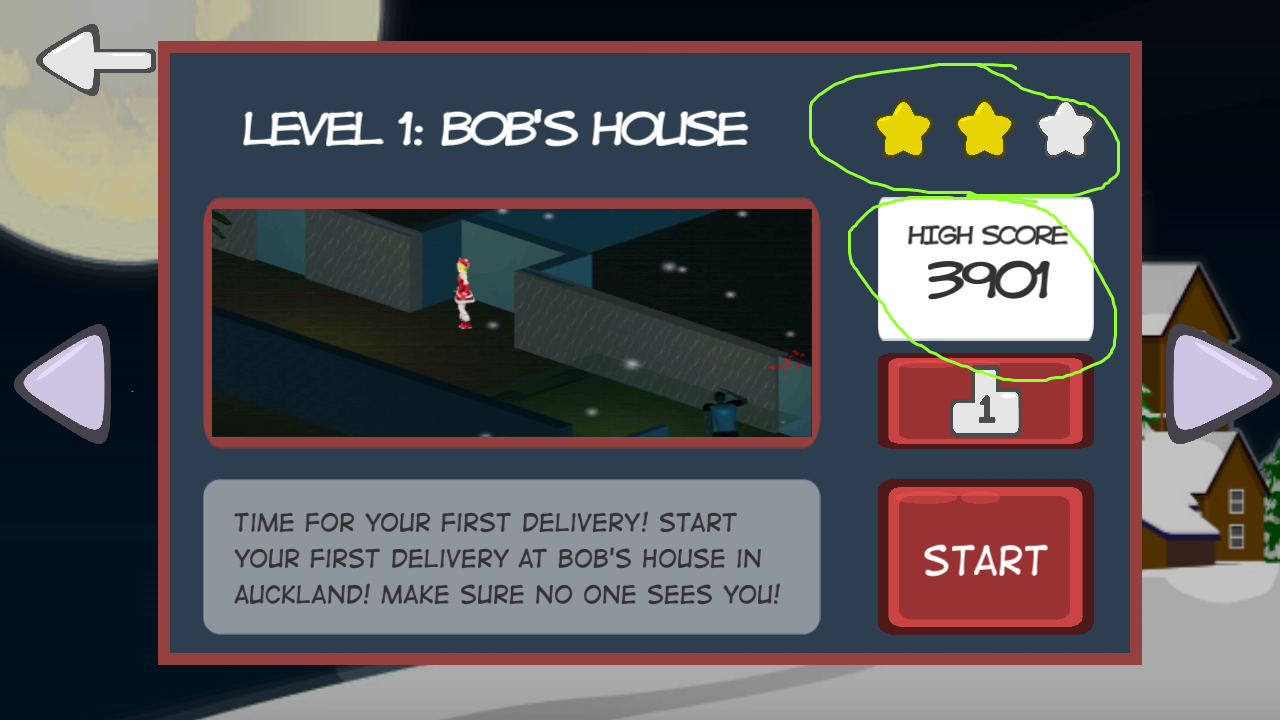 LEVEL 1: BOB'S HOUSE
HIGH SCORE
3901
1
TIME FOR YOUR FIRST DELIVERY! START
YOUR FIRST DELIVERY AT BOB'S HOUSE IN
AUCKLAND! MAKE SURE NO ONE SEES YOU!
START